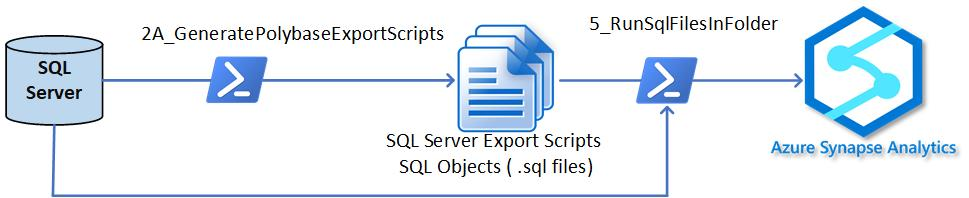 2A_GeneratePolybaseExportScripts
5_RunSqlFilesInFolder
SQL
Server
SQL Server Export Scripts
SQL Objects ( .sql files)
Azure Synapse Analytics